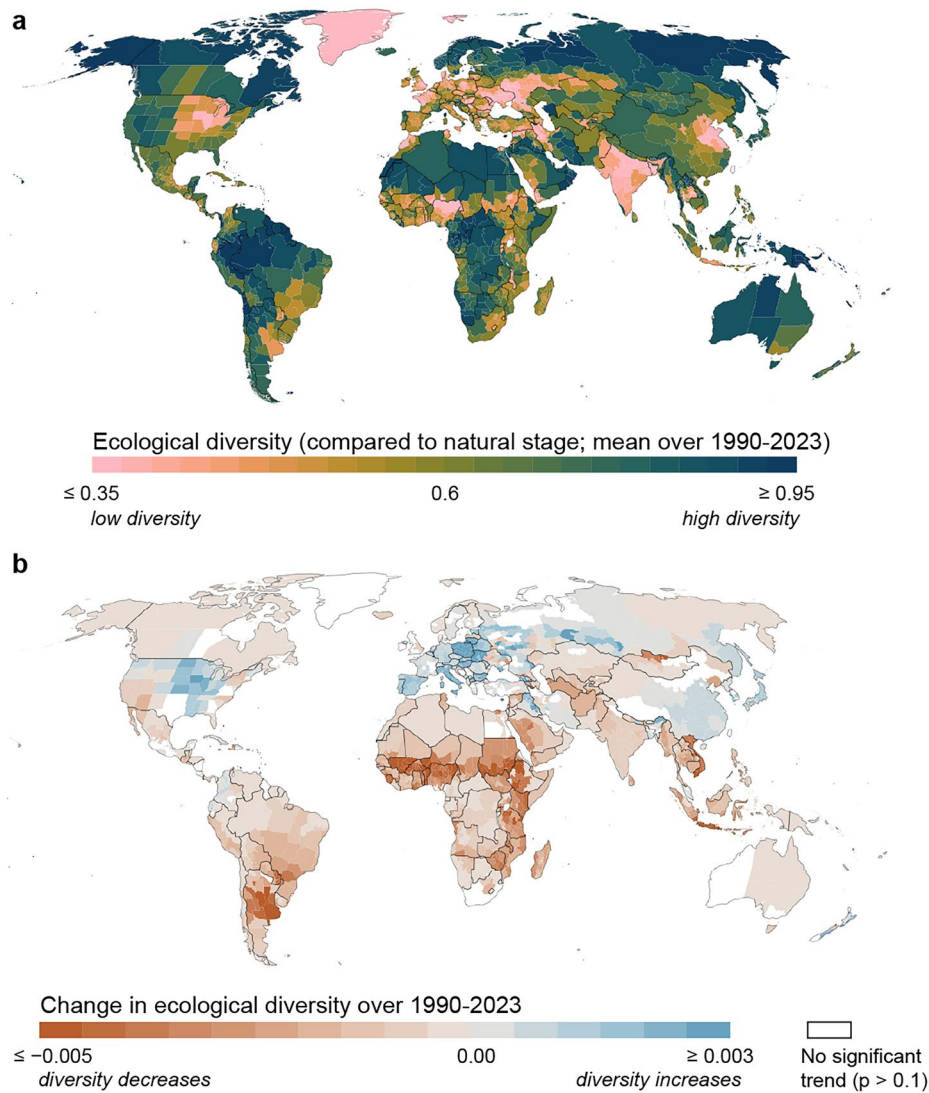 a
Ecological diversity (compared to natural stage; mean over 1990-2023)
≤ 0.35 0.6 ≥ 0.95
low diversity high diversity
b
Change in ecological diversity over 1990-2023
≤ −0.005 0.00 ≥ 0.003
diversity decreases diversity increases
No significant
trend (p > 0.1)